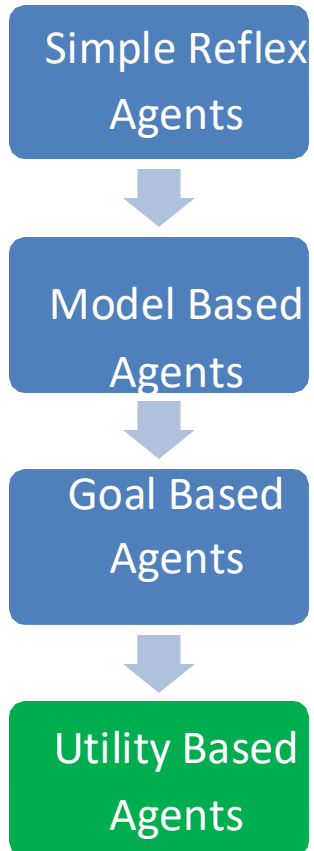 Simple Reflex
Agents
Model Based
Agents
Goal Based
Agents
Utility Based
Agents